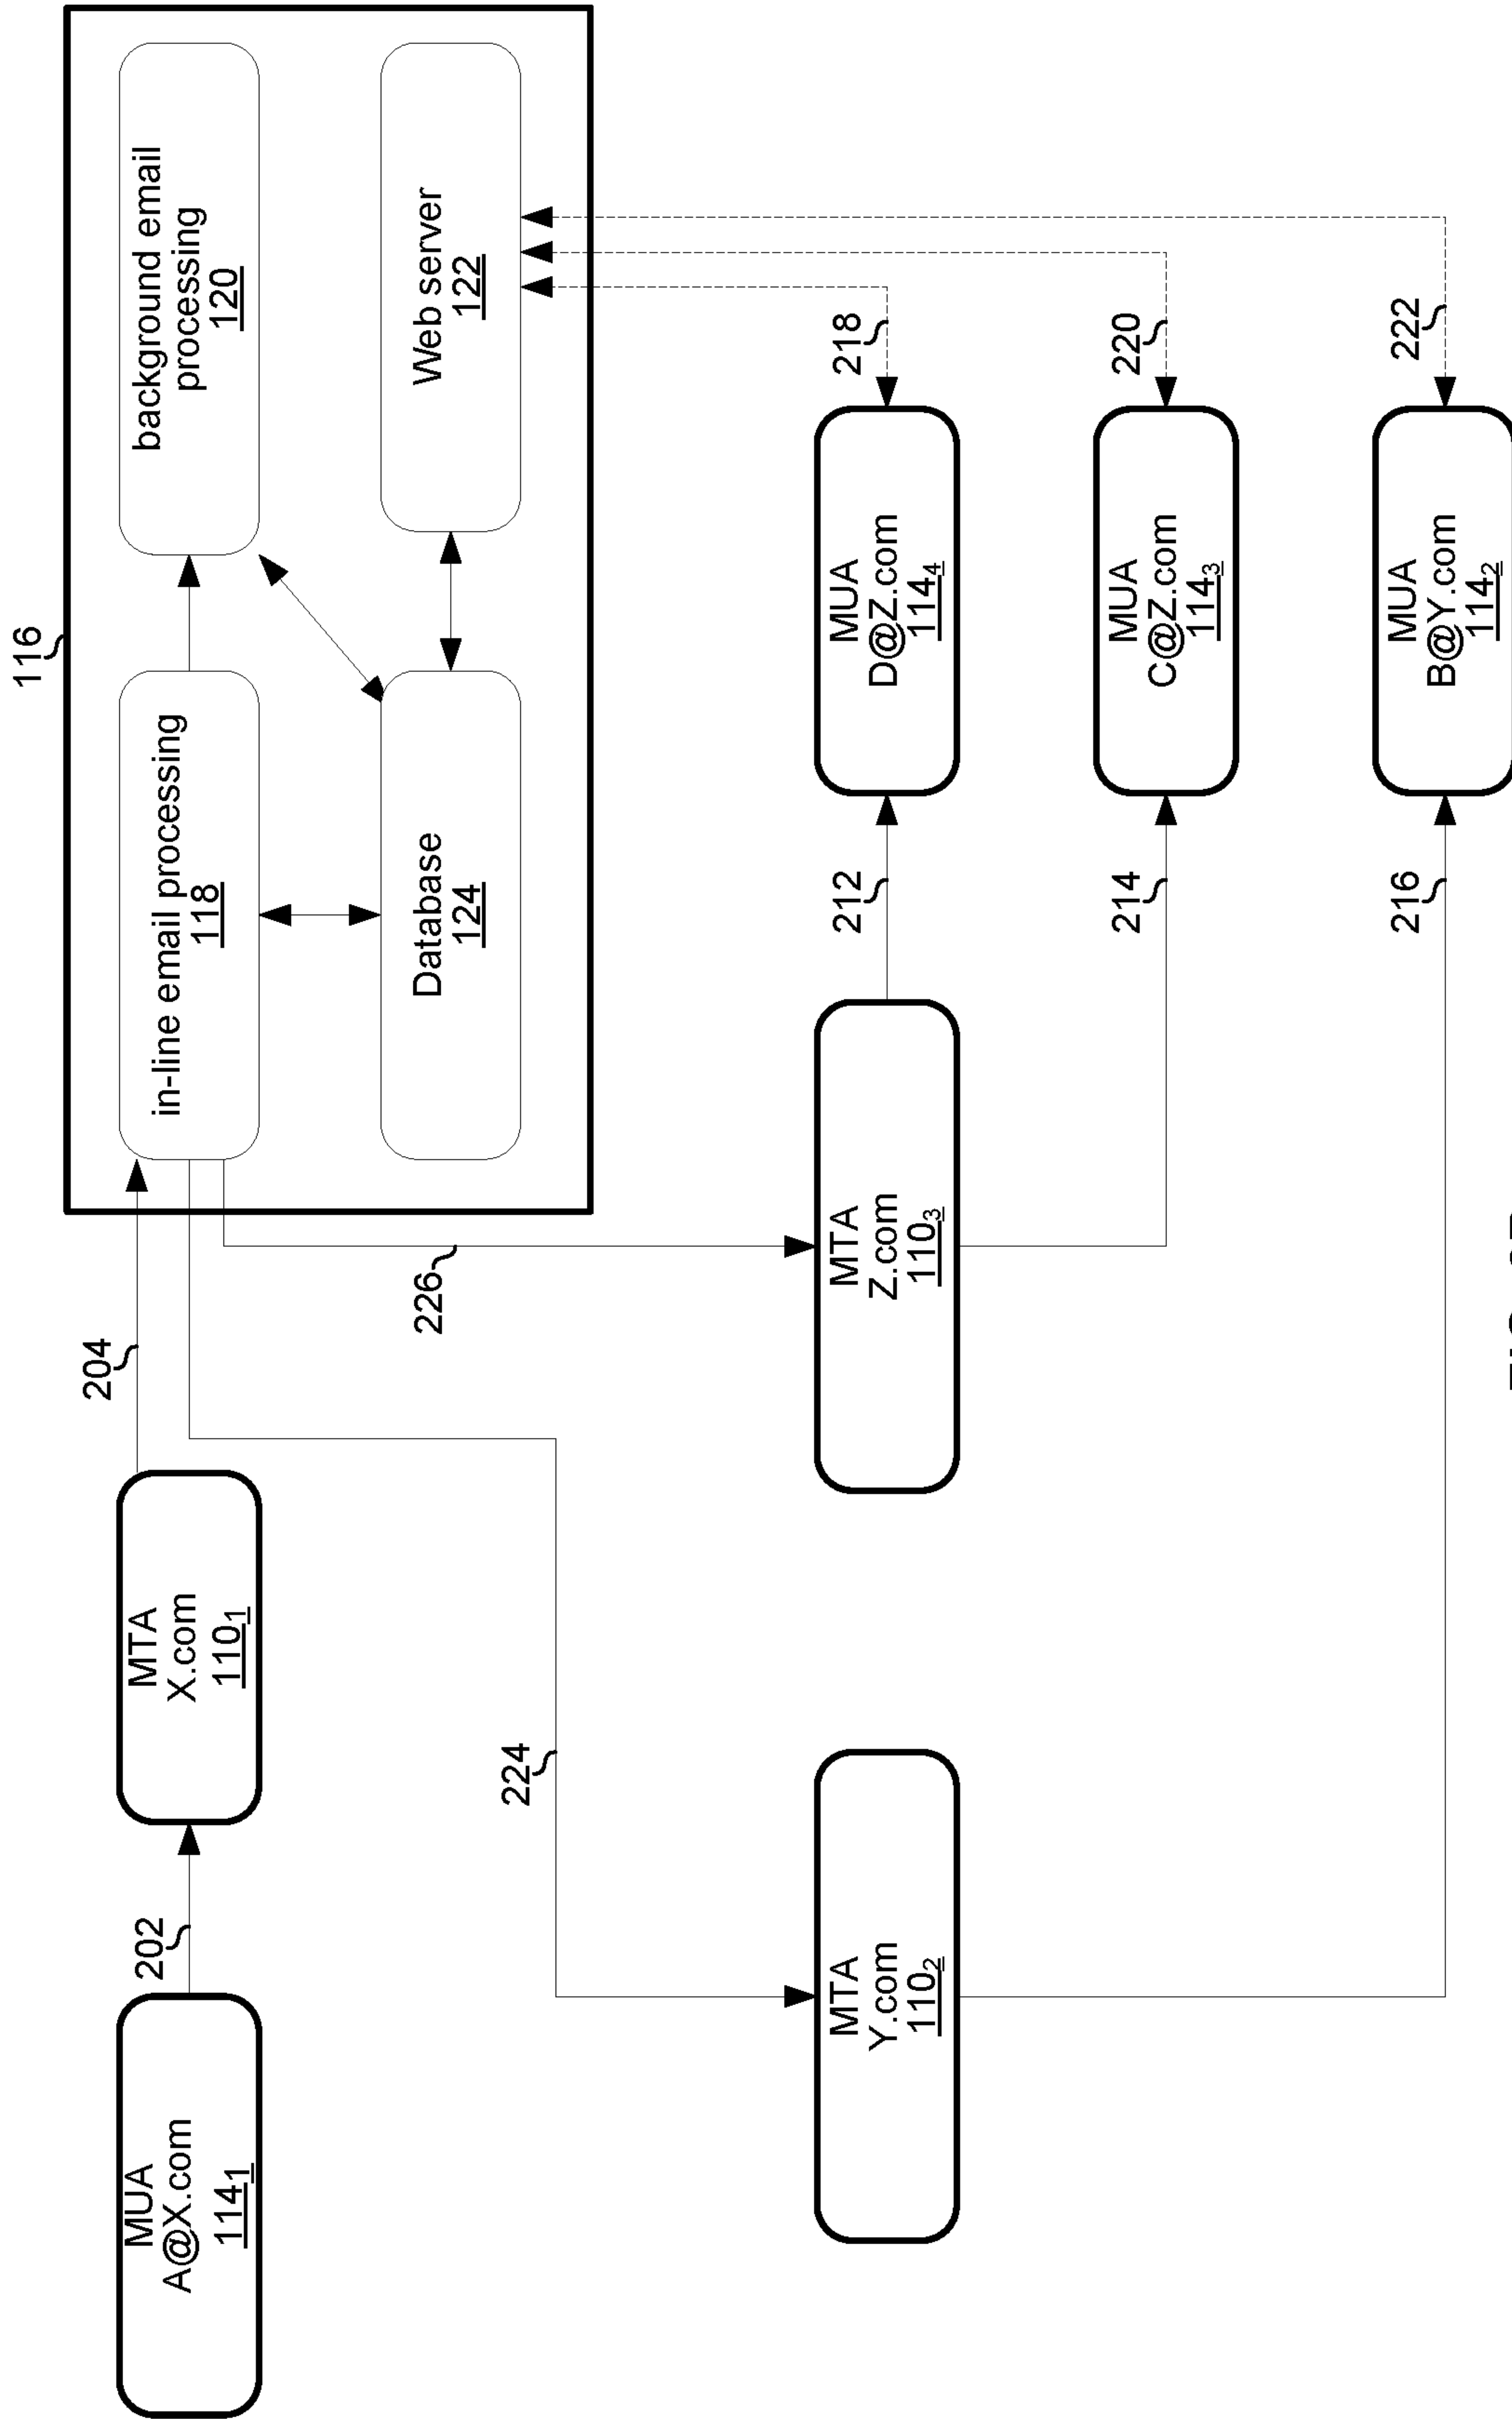 116
in-line email processing
118
background email
processing
120
Database
124
Web server
122
MUA
A@X.com
114₁
202
MTA
X.com
110₁
204
224
226
MTA
Y.com
110₂
MTA
Z.com
110₃
212
MUA
D@Z.com
114₄
218
214
MUA
C@Z.com
114₃
220
216
MUA
B@Y.com
114₂
222